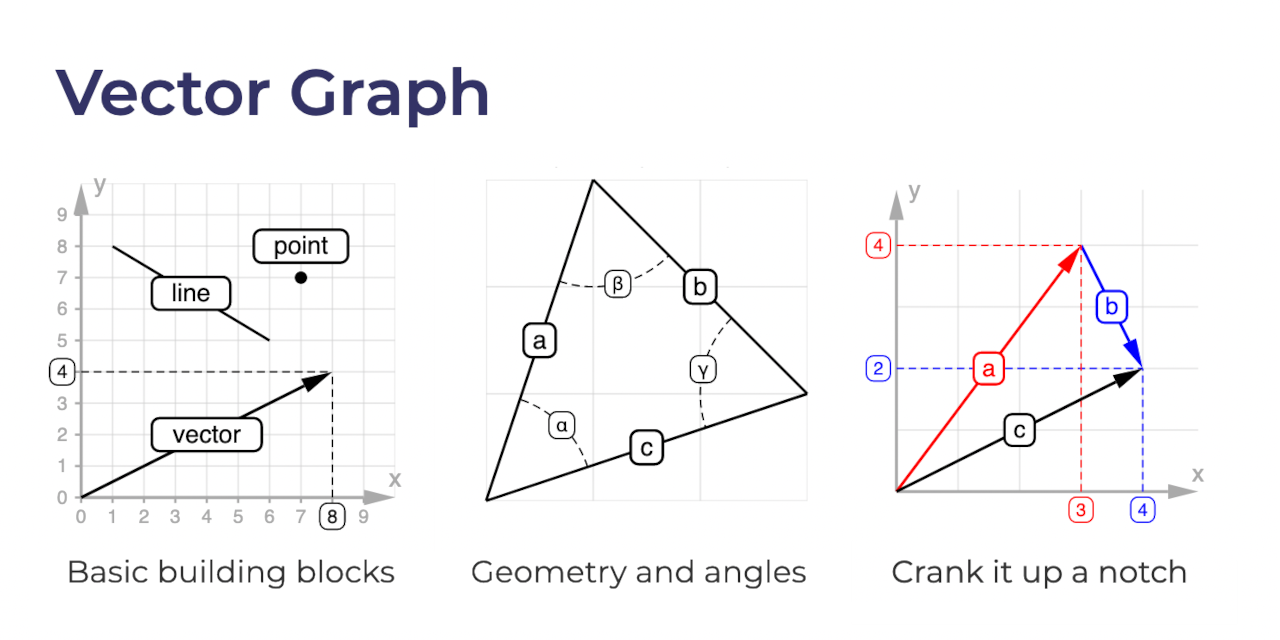 Vector Graph
y
9
8
7
6
5
4
3
2
1
0
0 1 2 3 4 5 6 7 8 9
x
line
point
vector
a
b
c
α
β
γ
y
4
2
a
b
c
x
3
4
Basic building blocks
Geometry and angles
Crank it up a notch